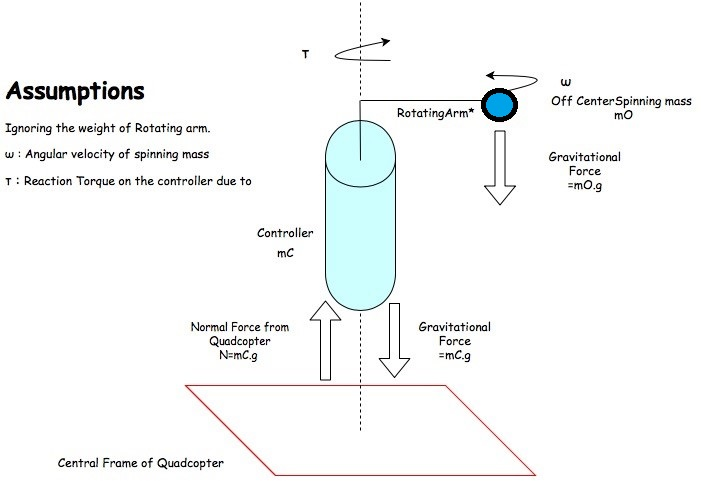 T
ω
Off CenterSpinning mass
mO
RotatingArm*
Assumptions
Ignoring the weight of Rotating arm.
ω : Angular velocity of spinning mass
T : Reaction Torque on the controller due to
Gravitational
Force
=mO.g
Controller
mC
Normal Force from
Quadcopter
N=mC.g
Gravitational
Force
=mC.g
Central Frame of Quadcopter